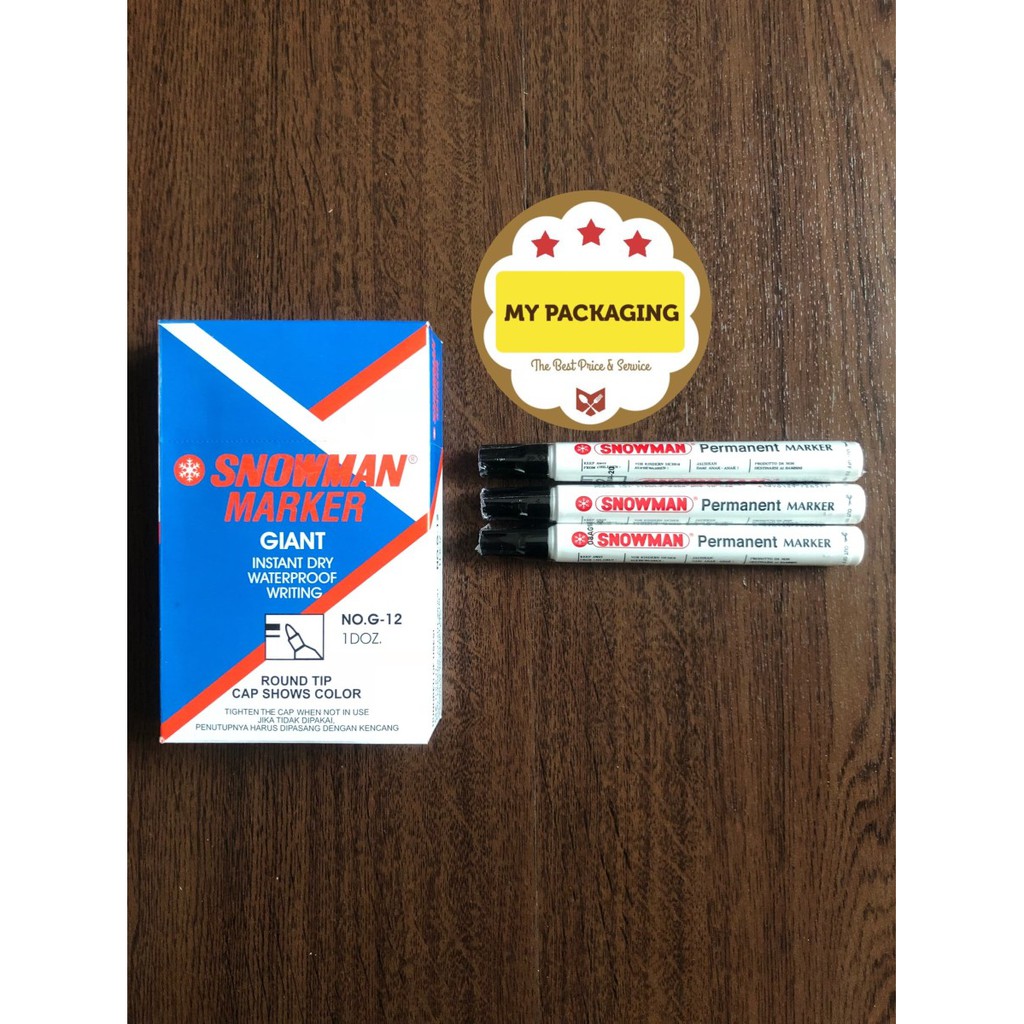 MY PACKAGING
The Best Price & Service
SNOWMAN®
MARKER
GIANT
INSTANT DRY
WATERPROOF
WRITING
NO.G-12
1 DOZ.
ROUND TIP
CAP SHOWS COLOR
TIGHTEN THE CAP WHEN NOT IN USE
JIKA TIDAK DIPAKAI,
PENUTUPNYA HARUS DIPASANG DENGAN KENCANG
SNOWMAN® Permanent MARKER
SNOWMAN® Permanent MARKER
SNOWMAN® Permanent MARKER